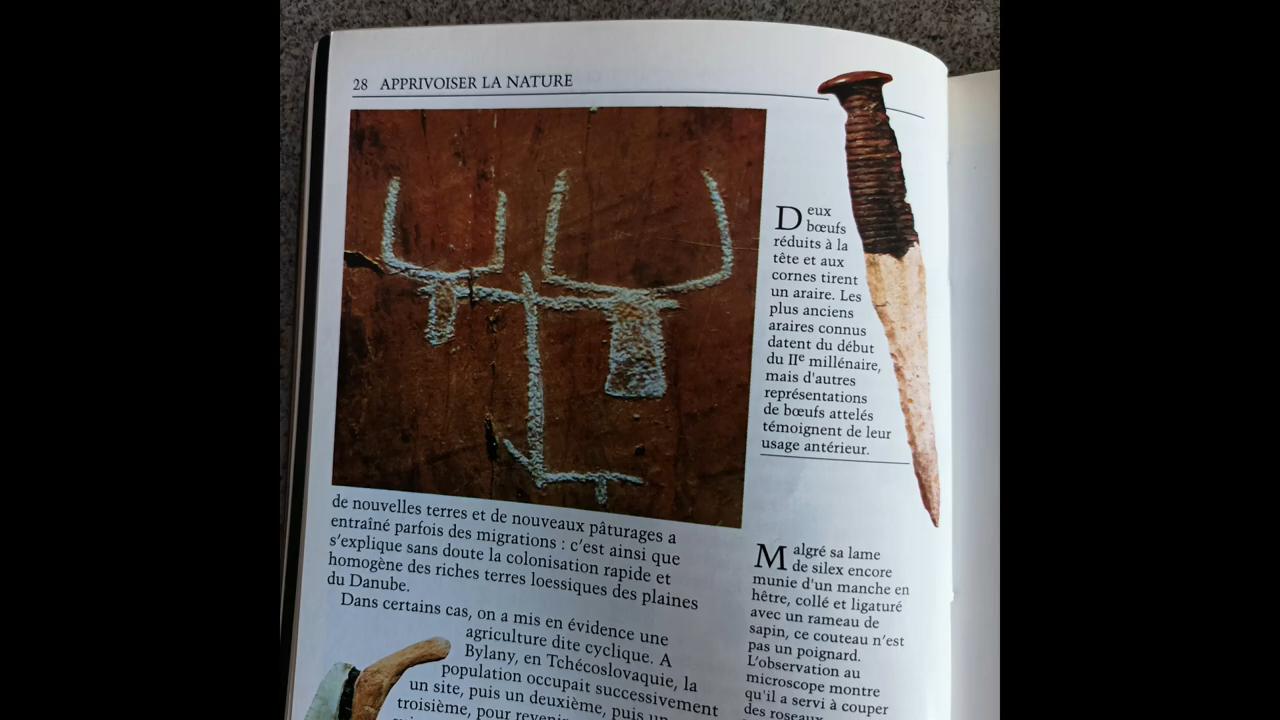 28 APPRIVOISER LA NATURE
Deux
bœufs
réduits à la
tête et aux
cornes tirent
un araire. Les
plus anciens
araires connus
datent du début
du IIe millénaire,
mais d'autres
représentations
de bœufs attelés
témoignent de leur
usage antérieur.
de nouvelles terres et de nouveaux pâturages a
entraîné parfois des migrations : c'est ainsi que
s'explique sans doute la colonisation rapide et
homogène des riches terres loessiques des plaines
du Danube.
Dans certains cas, on a mis en évidence une
agriculture dite cyclique. A
Bylany, en Tchécoslovaquie, la
population occupait successivement
un site, puis un deuxième, puis un
troisième, pour revenir
Malgré sa lame
de silex encore
munie d'un manche en
hêtre, collé et ligaturé
avec un rameau de
sapin, ce couteau n'est
pas un poignard.
L'observation au
microscope montre
qu'il a servi à couper
des roseaux